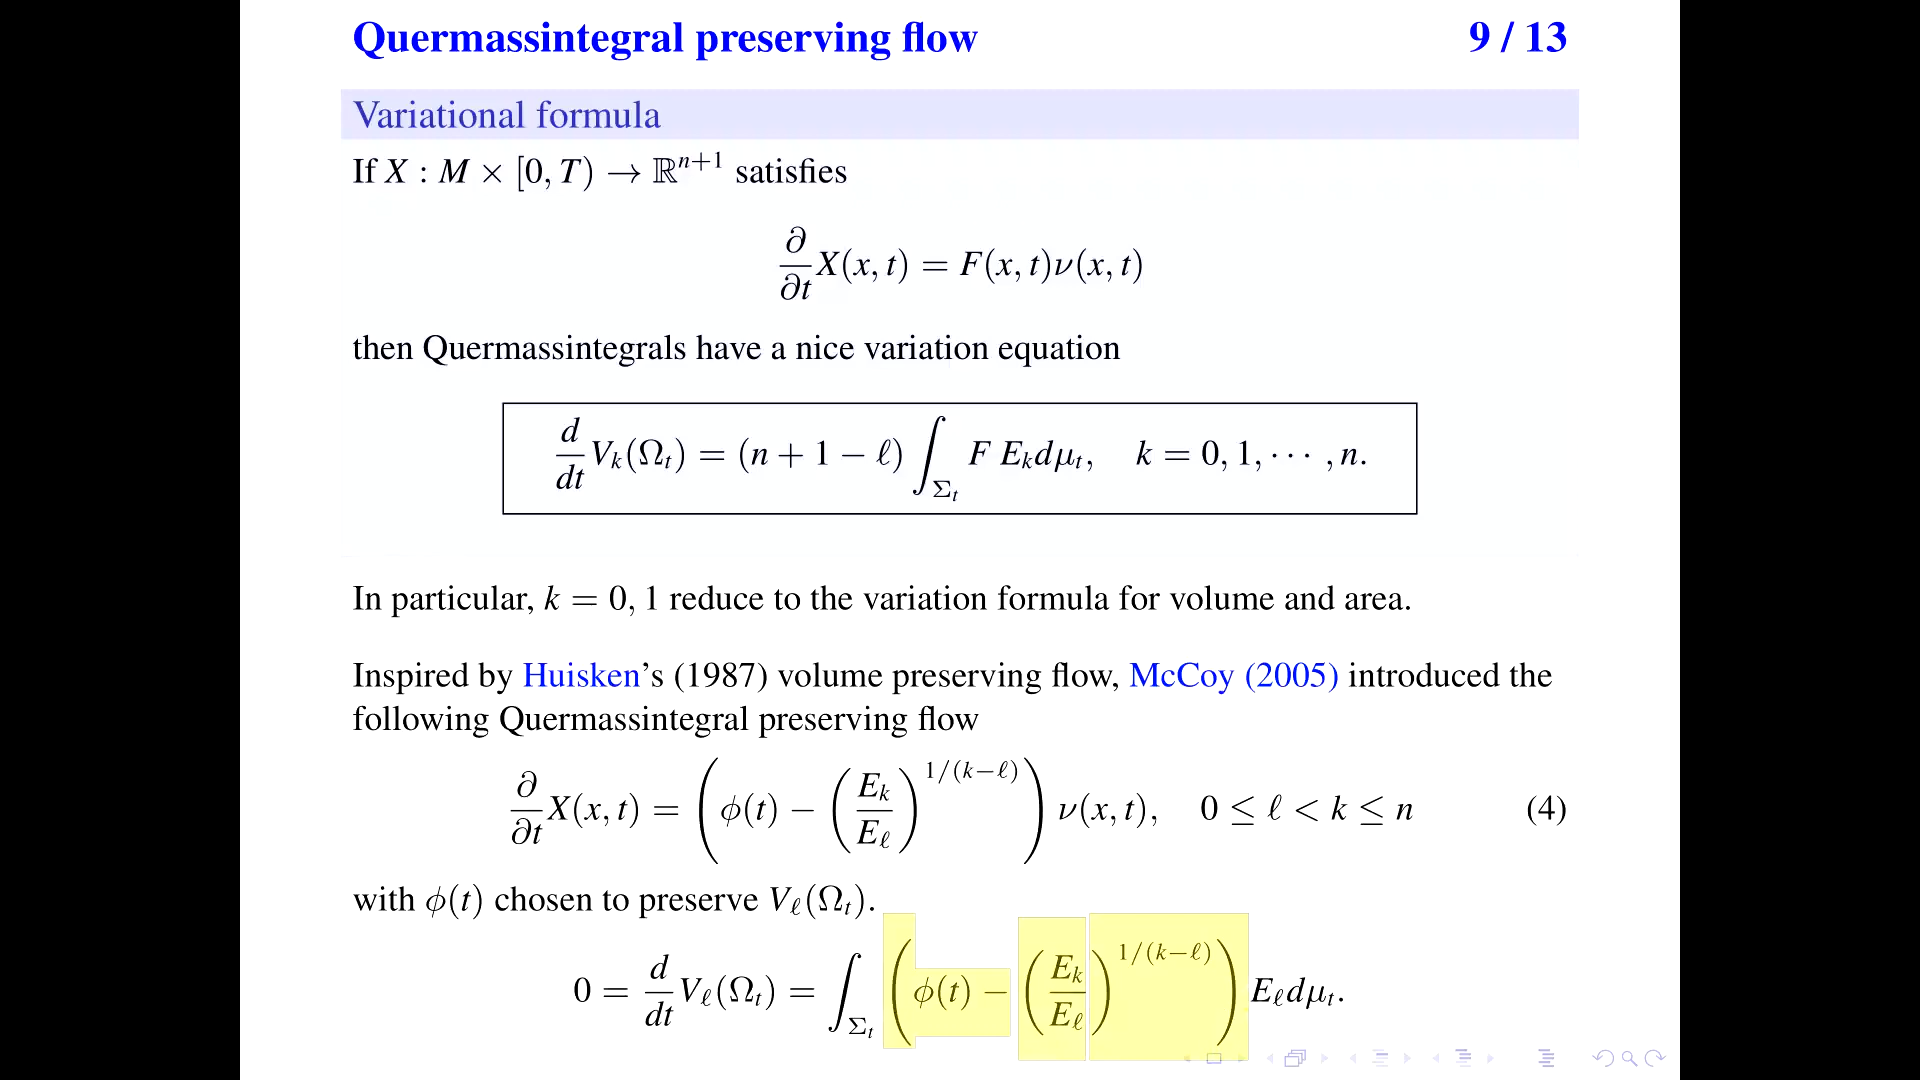 Quermassintegral preserving flow 9 / 13
Variational formula
If X : M × [0, T) → ℝⁿ⁺¹ satisfies
∂/∂t X(x, t) = F(x, t)ν(x, t)
then Quermassintegrals have a nice variation equation
d/dt V_k(Ω_t) = (n + 1 − ℓ) ∫_{Σ_t} F E_k dμ_t, k = 0, 1, ··· , n.
In particular, k = 0, 1 reduce to the variation formula for volume and area.
Inspired by Huisken's (1987) volume preserving flow, McCoy (2005) introduced the
following Quermassintegral preserving flow
∂/∂t X(x, t) = (φ(t) − (E_k/E_ℓ)^{1/(k−ℓ)}) ν(x, t), 0 ≤ ℓ < k ≤ n (4)
with φ(t) chosen to preserve V_ℓ(Ω_t).
0 = d/dt V_ℓ(Ω_t) = ∫_{Σ_t} (φ(t) − (E_k/E_ℓ)^{1/(k−ℓ)}) E_ℓ dμ_t.